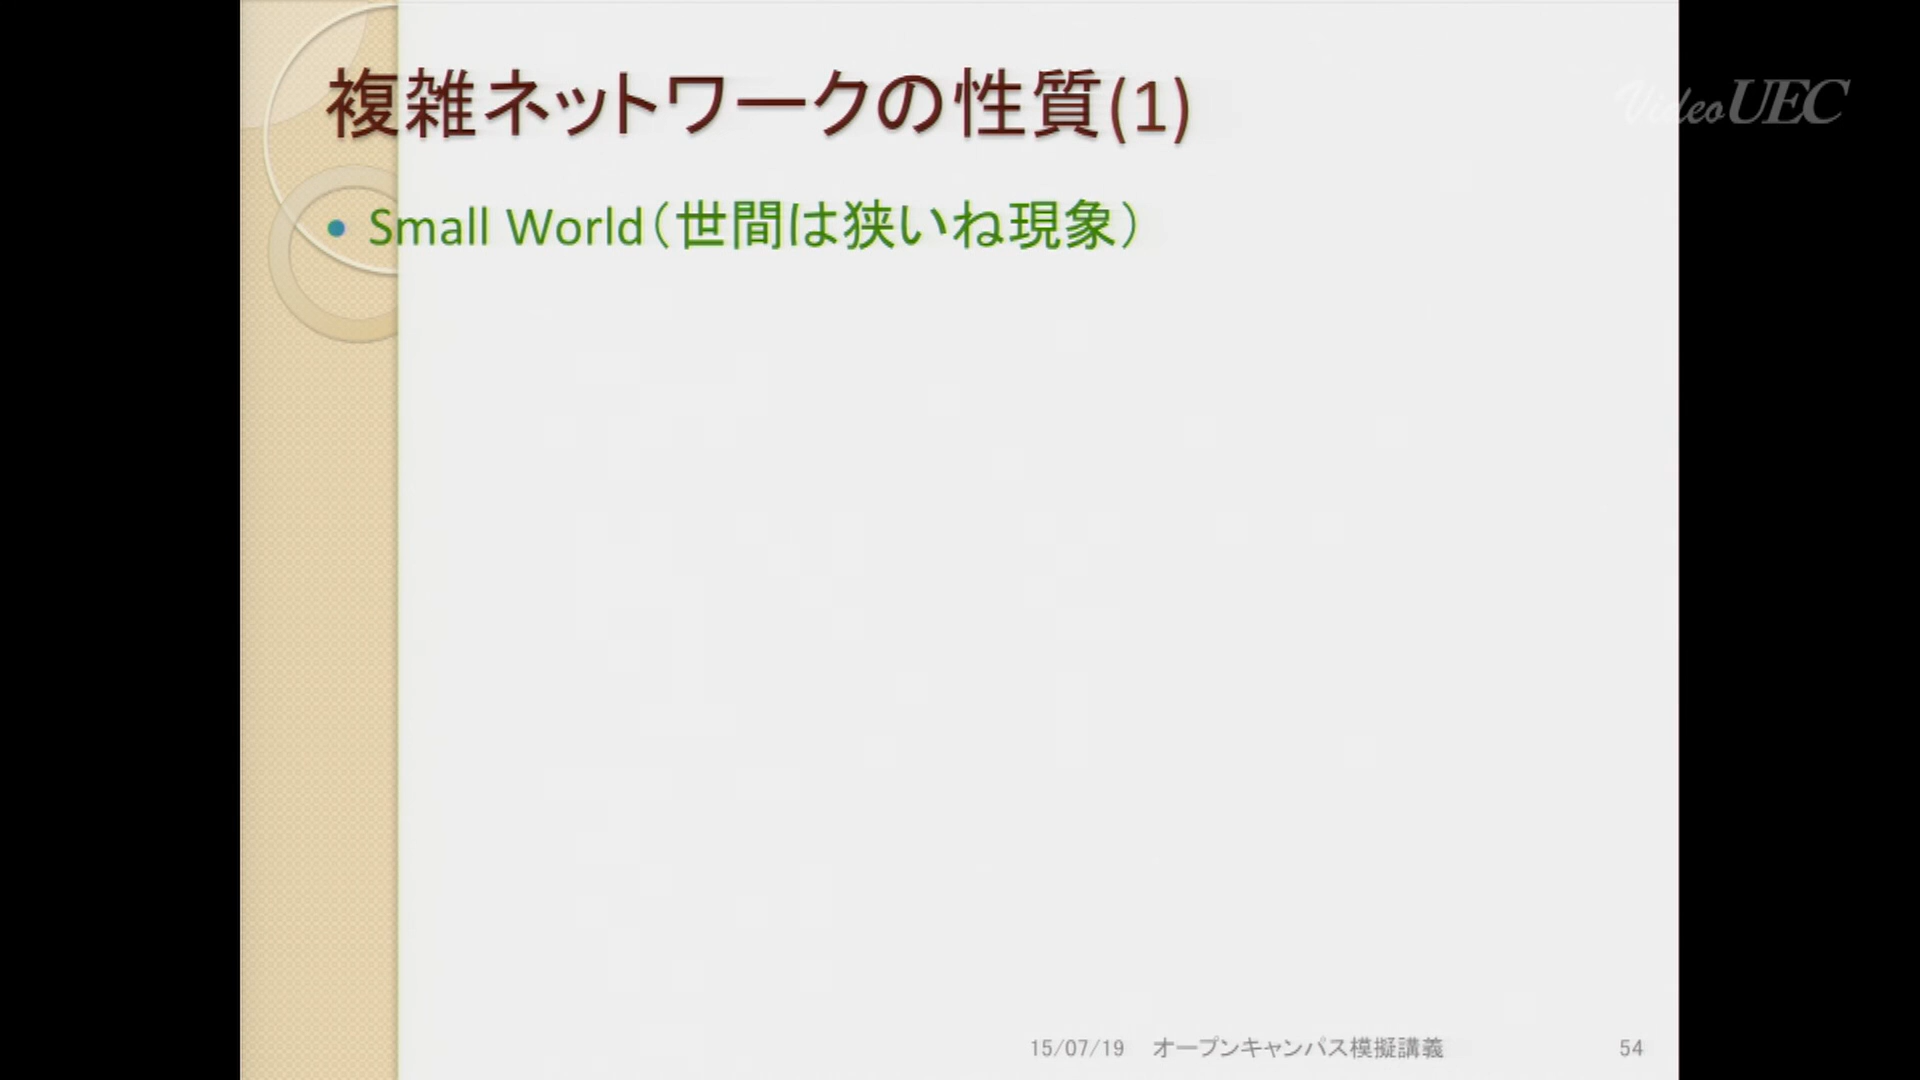 複雑ネットワークの性質(1)
VideoUEC
• Small World(世間は狭いね現象)
15/07/19 オープンキャンパス模擬講義 54